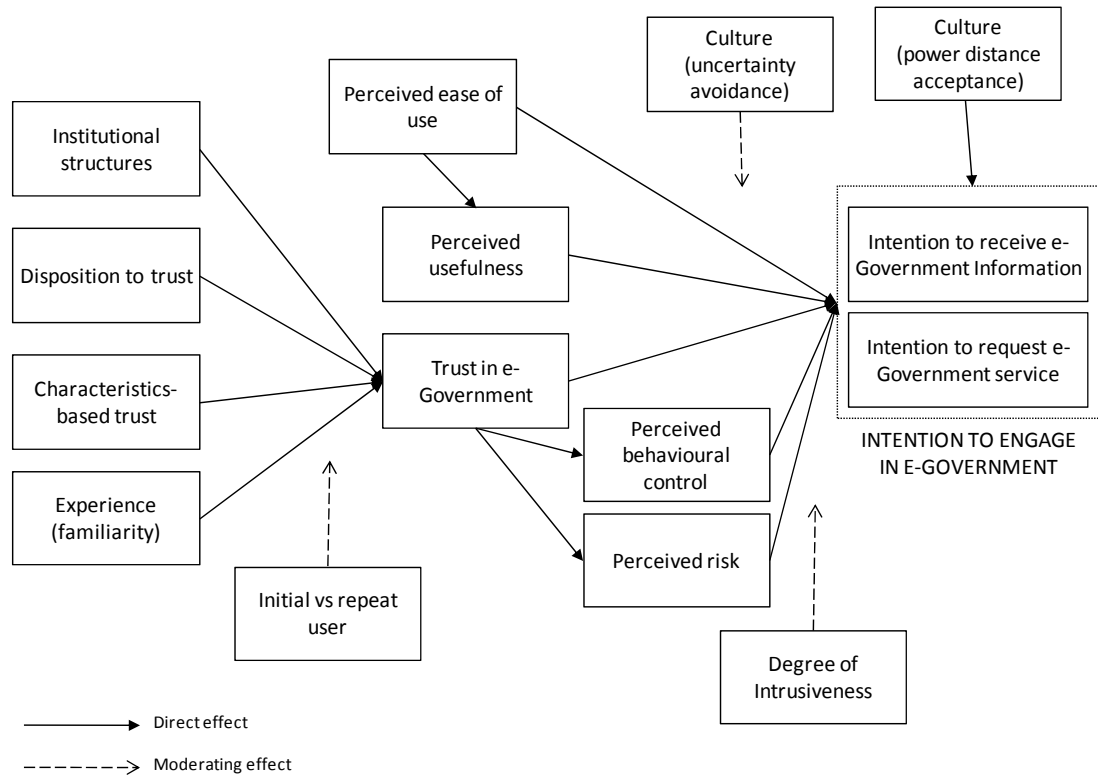 Culture
(uncertainty
avoidance)
Culture
(power distance
acceptance)
Perceived ease of
use
Institutional
structures
Perceived
usefulness
Intention to receive e-
Government Information
Disposition to trust
Trust in e-
Government
Intention to request e-
Government service
Characteristics-
based trust
Perceived
behavioural
control
INTENTION TO ENGAGE
IN E-GOVERNMENT
Experience
(familiarity)
Perceived risk
Initial vs repeat
user
Degree of
Intrusiveness
Direct effect
Moderating effect